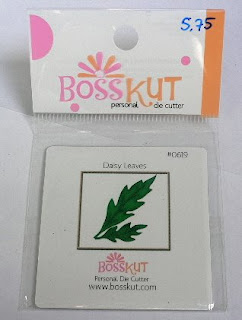 5.75
BossKut
personal die cutter
#0619
Daisy Leaves
BossKut
Personal Die Cutter
www.bosskut.com